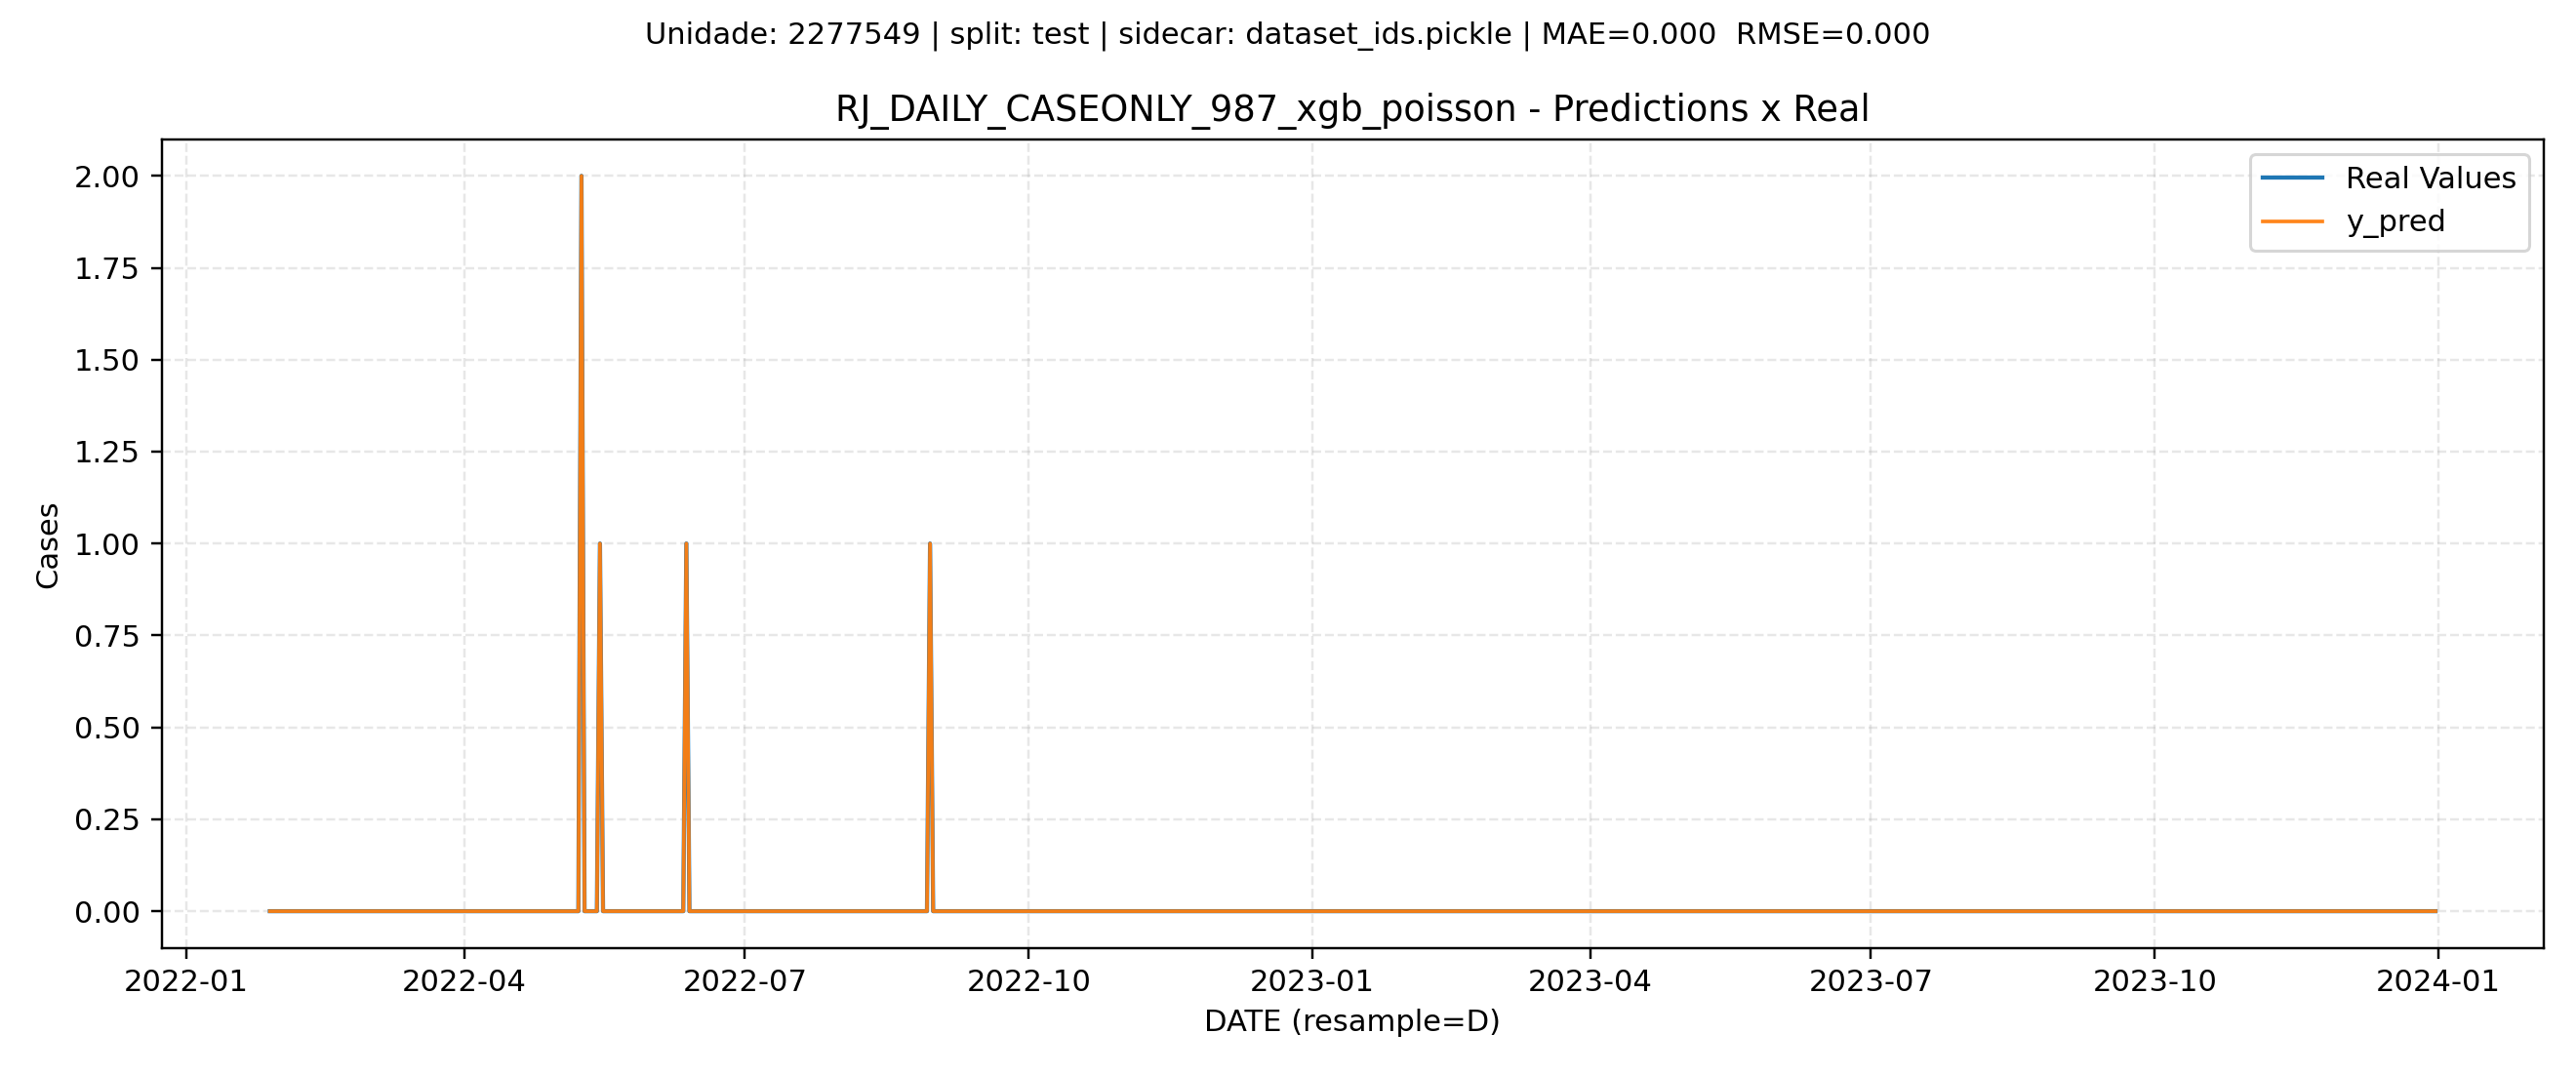 Unidade: 2277549 | split: test | sidecar: dataset_ids.pickle | MAE=0.000  RMSE=0.000
RJ_DAILY_CASEONLY_987_xgb_poisson - Predictions x Real
Real Values
y_pred
2.00
1.75
1.50
1.25
1.00
0.75
0.50
0.25
0.00
Cases
2022-01 2022-04 2022-07 2022-10 2023-01 2023-04 2023-07 2023-10 2024-01
DATE (resample=D)